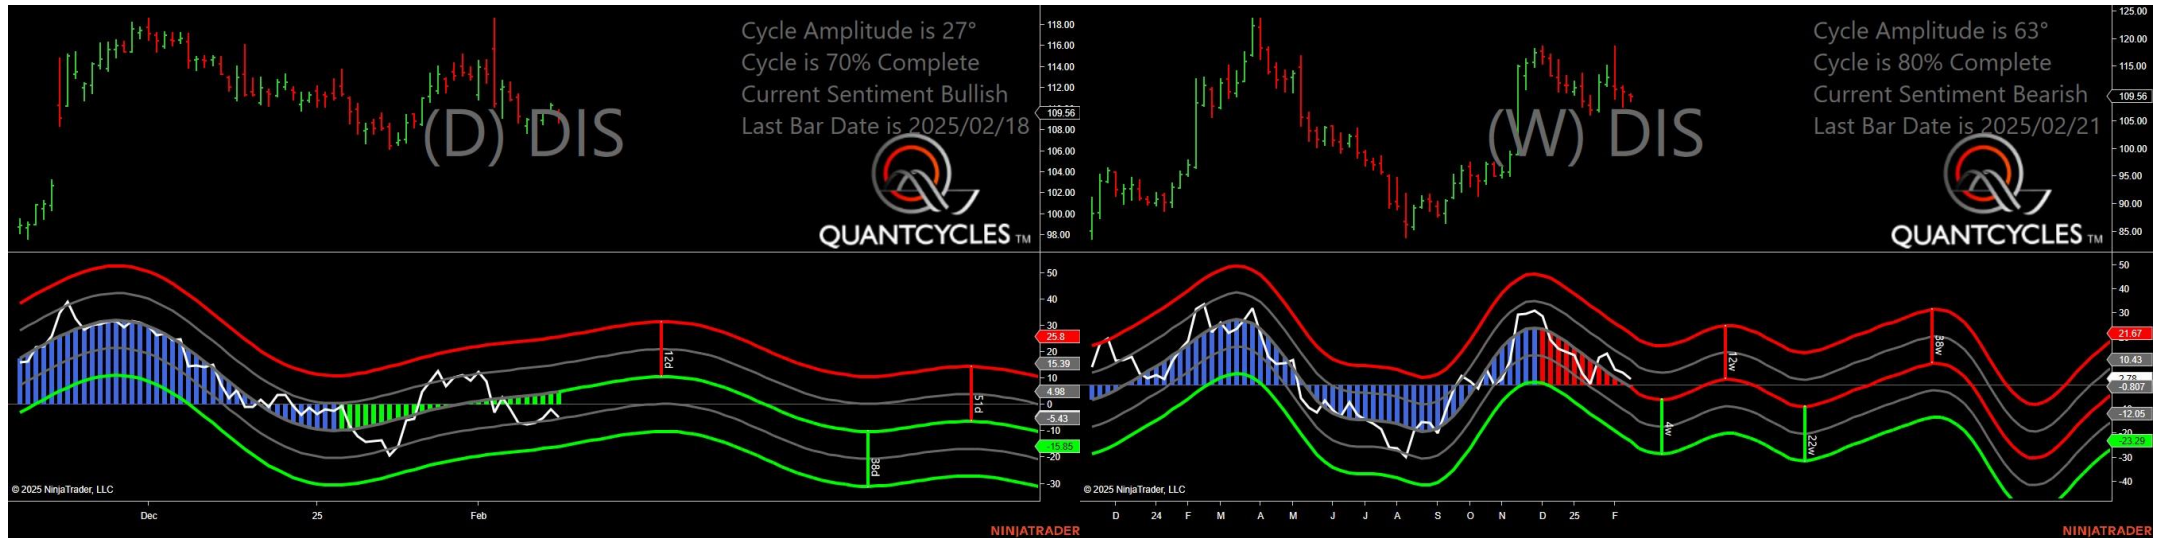 Cycle Amplitude is 27°
Cycle is 70% Complete
Current Sentiment Bullish
Last Bar Date is 2025/02/18
(D) DIS
QUANTCYCLES TM
118.00
116.00
114.00
112.00
109.56
108.00
106.00
104.00
102.00
100.00
98.00
50
40
30
25.8
20
15.39
10
4.98
0
-5.43
-10
-15.85
-20
-30
12d
38d
51d
© 2025 NinjaTrader, LLC
Dec
25
Feb
NINJATRADER
Cycle Amplitude is 63°
Cycle is 80% Complete
Current Sentiment Bearish
Last Bar Date is 2025/02/21
(W) DIS
QUANTCYCLES TM
125.00
120.00
115.00
109.56
105.00
100.00
95.00
90.00
85.00
50
40
30
21.67
10.43
-0.807
-12.05
-20
-23.29
-30
-40
4w
12w
22w
38w
© 2025 NinjaTrader, LLC
D
24
F
M
A
M
J
J
A
S
O
N
D
25
F
NINJATRADER